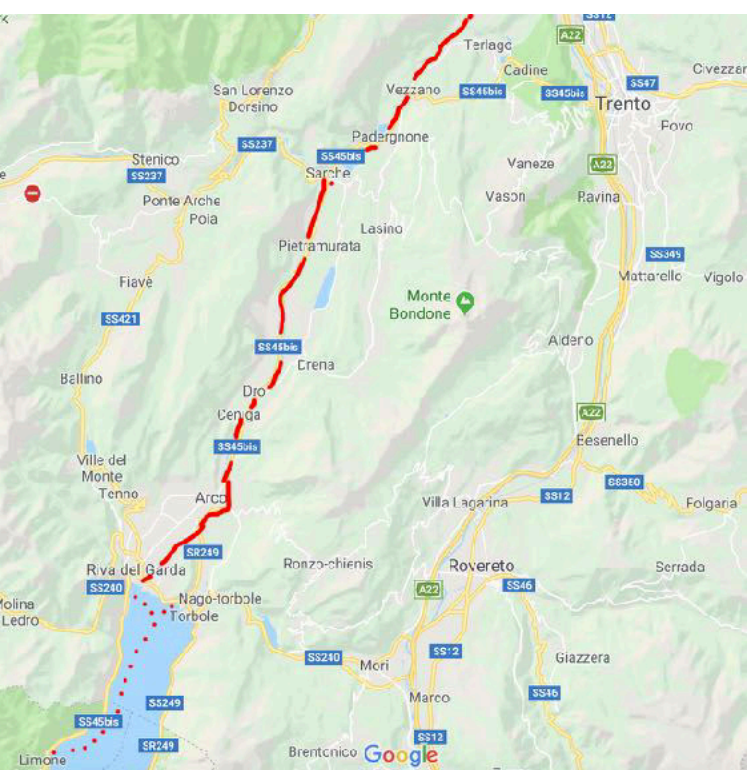 SS12
A22
Terlago
Cadine
SS47
Civezzan
San Lorenzo
Dorsino
Vezzano
SS45bis
SS45bis
Trento
Padergnone
Povo
SS237
SS45bis
Stenico
Sarche
Vaneze
A22
SS237
Ponte Arche
Poia
Vason
Ravina
Lasino
Pietramurata
SS349
Fiavè
Mattarello
Vigolo
Monte
Bondone
SS421
SS45bis
Drena
Aldeno
Ballino
Dro
Ceniga
A22
SS45bis
Besenello
Ville del
Monte
Tenno
SS350
Arco
Villa Lagarina
SS12
Folgaria
SR249
Riva del Garda
Ronzo-chienis
Rovereto
Serrada
SS240
A22
SS46
Molina
Ledro
Nago-torbole
Torbole
SS240
Mori
SS12
Giazzera
SS249
Marco
SS46
SS45bis
SS12
SR249
Limone
Brentonico
Google